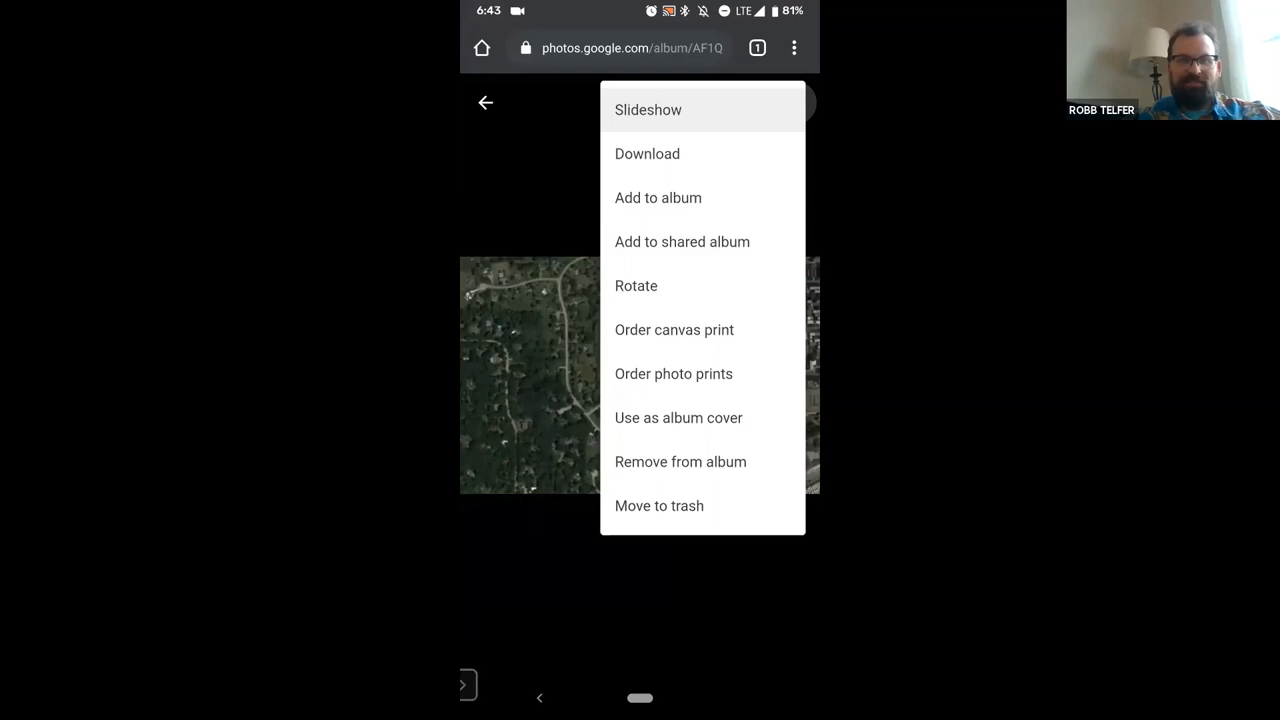 6:43
LTE
81%
photos.google.com/album/AF1Q
1
Slideshow
Download
Add to album
Add to shared album
Rotate
Order canvas print
Order photo prints
Use as album cover
Remove from album
Move to trash
ROBB TELFER